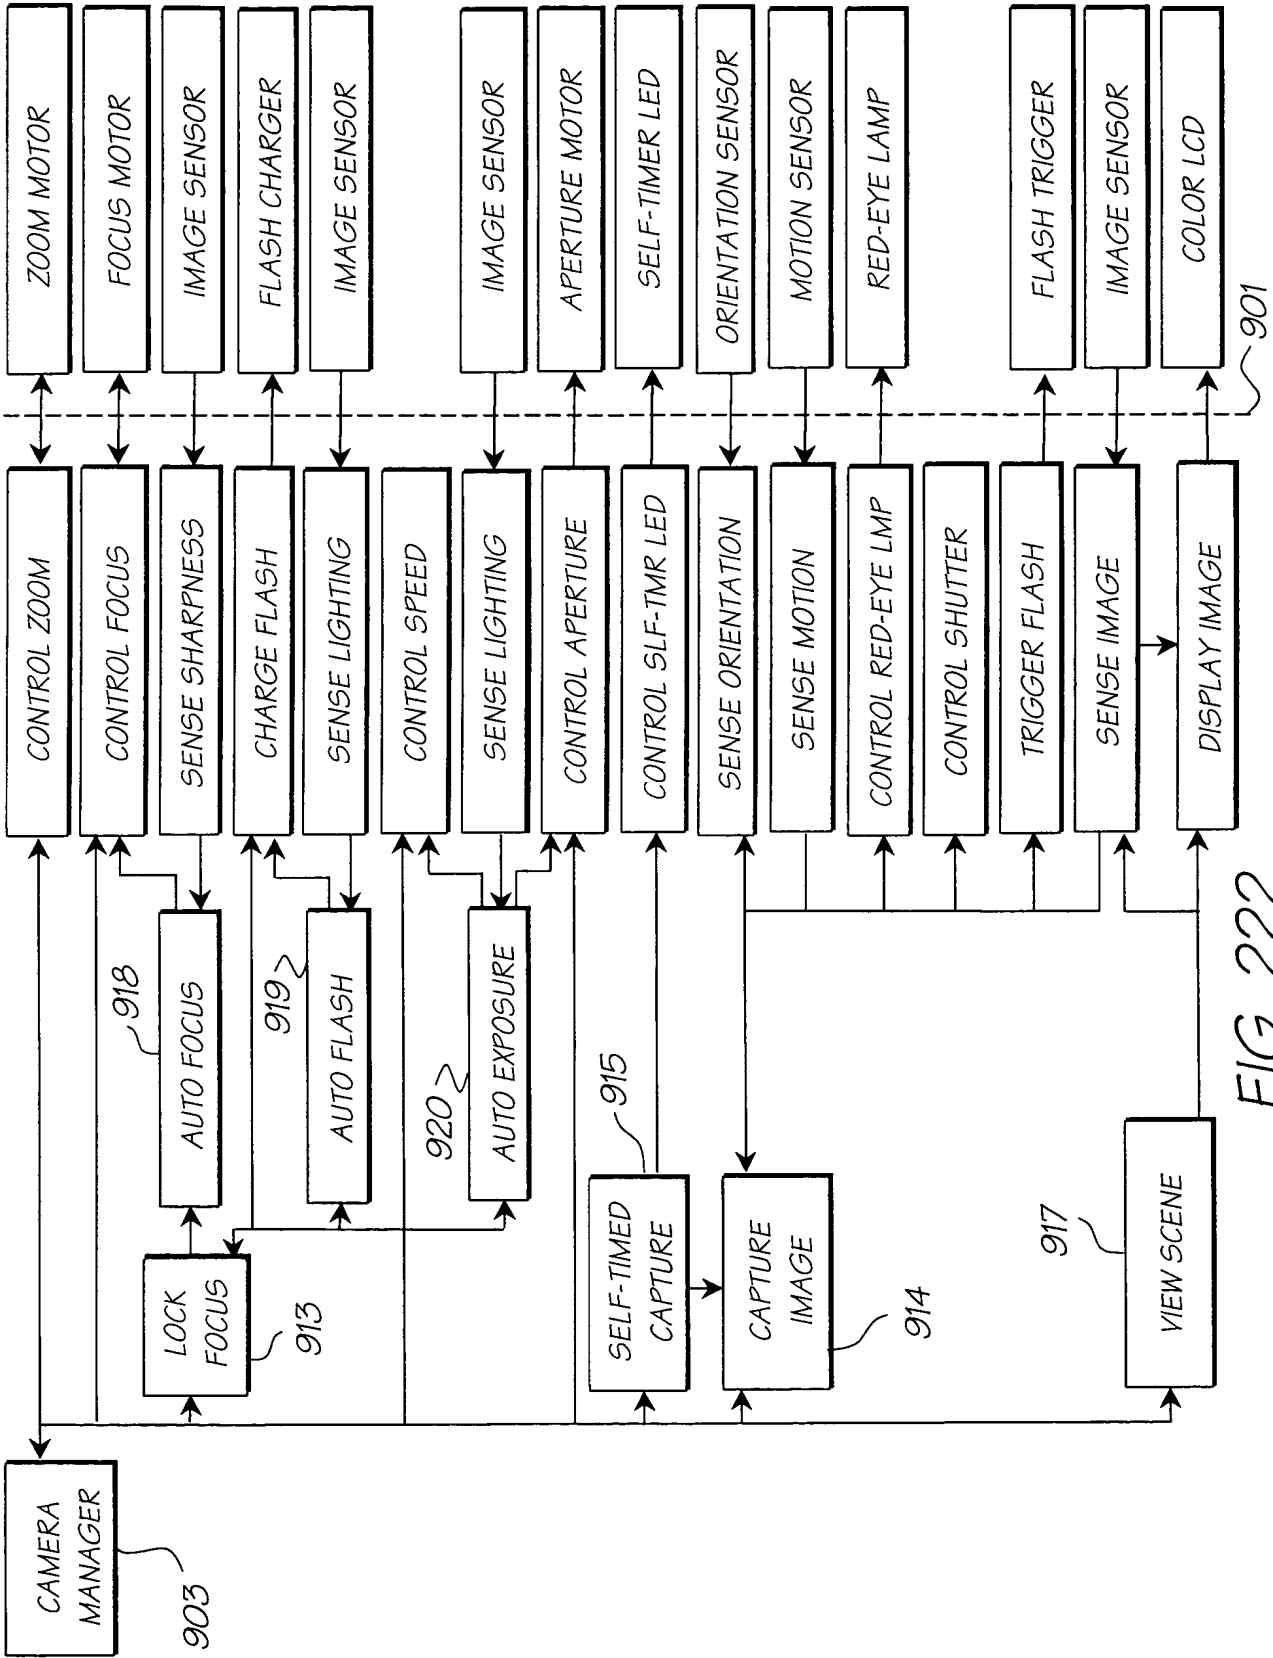 CAMERA
MANAGER
903
LOCK
FOCUS
913
SELF-TIMED
CAPTURE
915
CAPTURE
IMAGE
914
VIEW SCENE
917
AUTO FOCUS
918
AUTO FLASH
919
AUTO EXPOSURE
920
CONTROL ZOOM
CONTROL FOCUS
SENSE SHARPNESS
CHARGE FLASH
SENSE LIGHTING
CONTROL SPEED
SENSE LIGHTING
CONTROL APERTURE
CONTROL SLF-TMR LED
SENSE ORIENTATION
SENSE MOTION
CONTROL RED-EYE LMP
CONTROL SHUTTER
TRIGGER FLASH
SENSE IMAGE
DISPLAY IMAGE
ZOOM MOTOR
FOCUS MOTOR
IMAGE SENSOR
FLASH CHARGER
IMAGE SENSOR
IMAGE SENSOR
APERTURE MOTOR
SELF-TIMER LED
ORIENTATION SENSOR
MOTION SENSOR
RED-EYE LAMP
FLASH TRIGGER
IMAGE SENSOR
COLOR LCD
901
FIG. 222